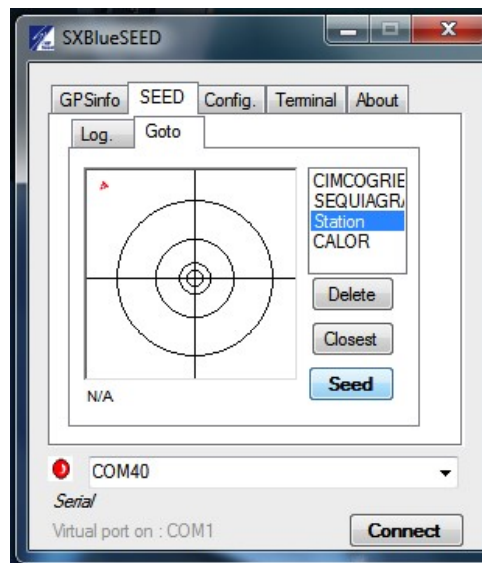 SXBlueSEED
GPSinfo SEED Config. Terminal About
Log. Goto
CIMCOGRIE
SEQUIAGR
Station
CALOR
Delete
Closest
Seed
N/A
COM40
Serial
Virtual port on : COM1
Connect